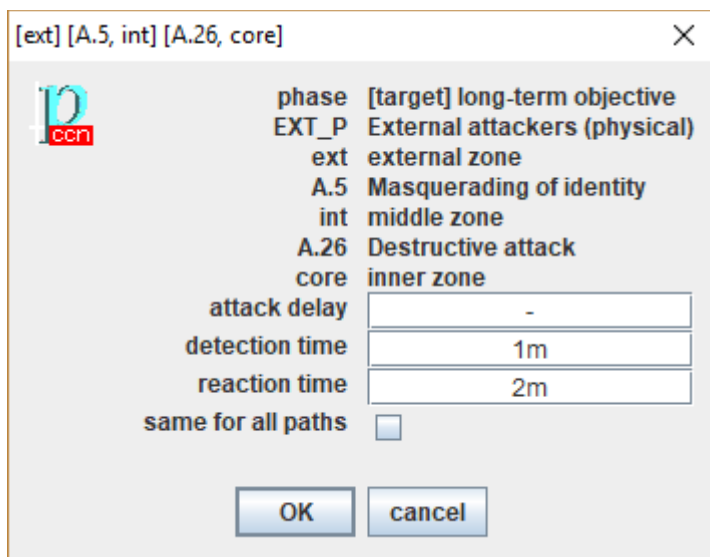 [ext] [A.5, int] [A.26, core]
p
ccn
phase [target] long-term objective
EXT_P External attackers (physical)
ext external zone
A.5 Masquerading of identity
int middle zone
A.26 Destructive attack
core inner zone
attack delay -
detection time 1m
reaction time 2m
same for all paths
OK cancel